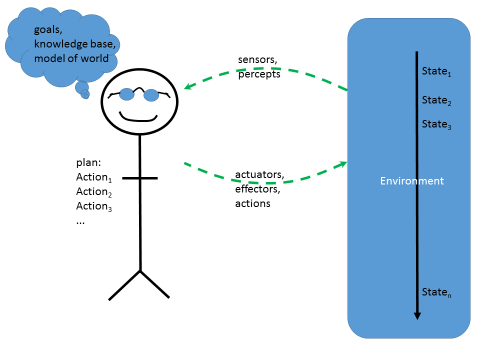 goals,
knowledge base,
model of world
sensors,
percepts
State₁
State₂
State₃
plan:
Action₁
Action₂
Action₃
...
actuators,
effectors,
actions
Environment
Stateₙ